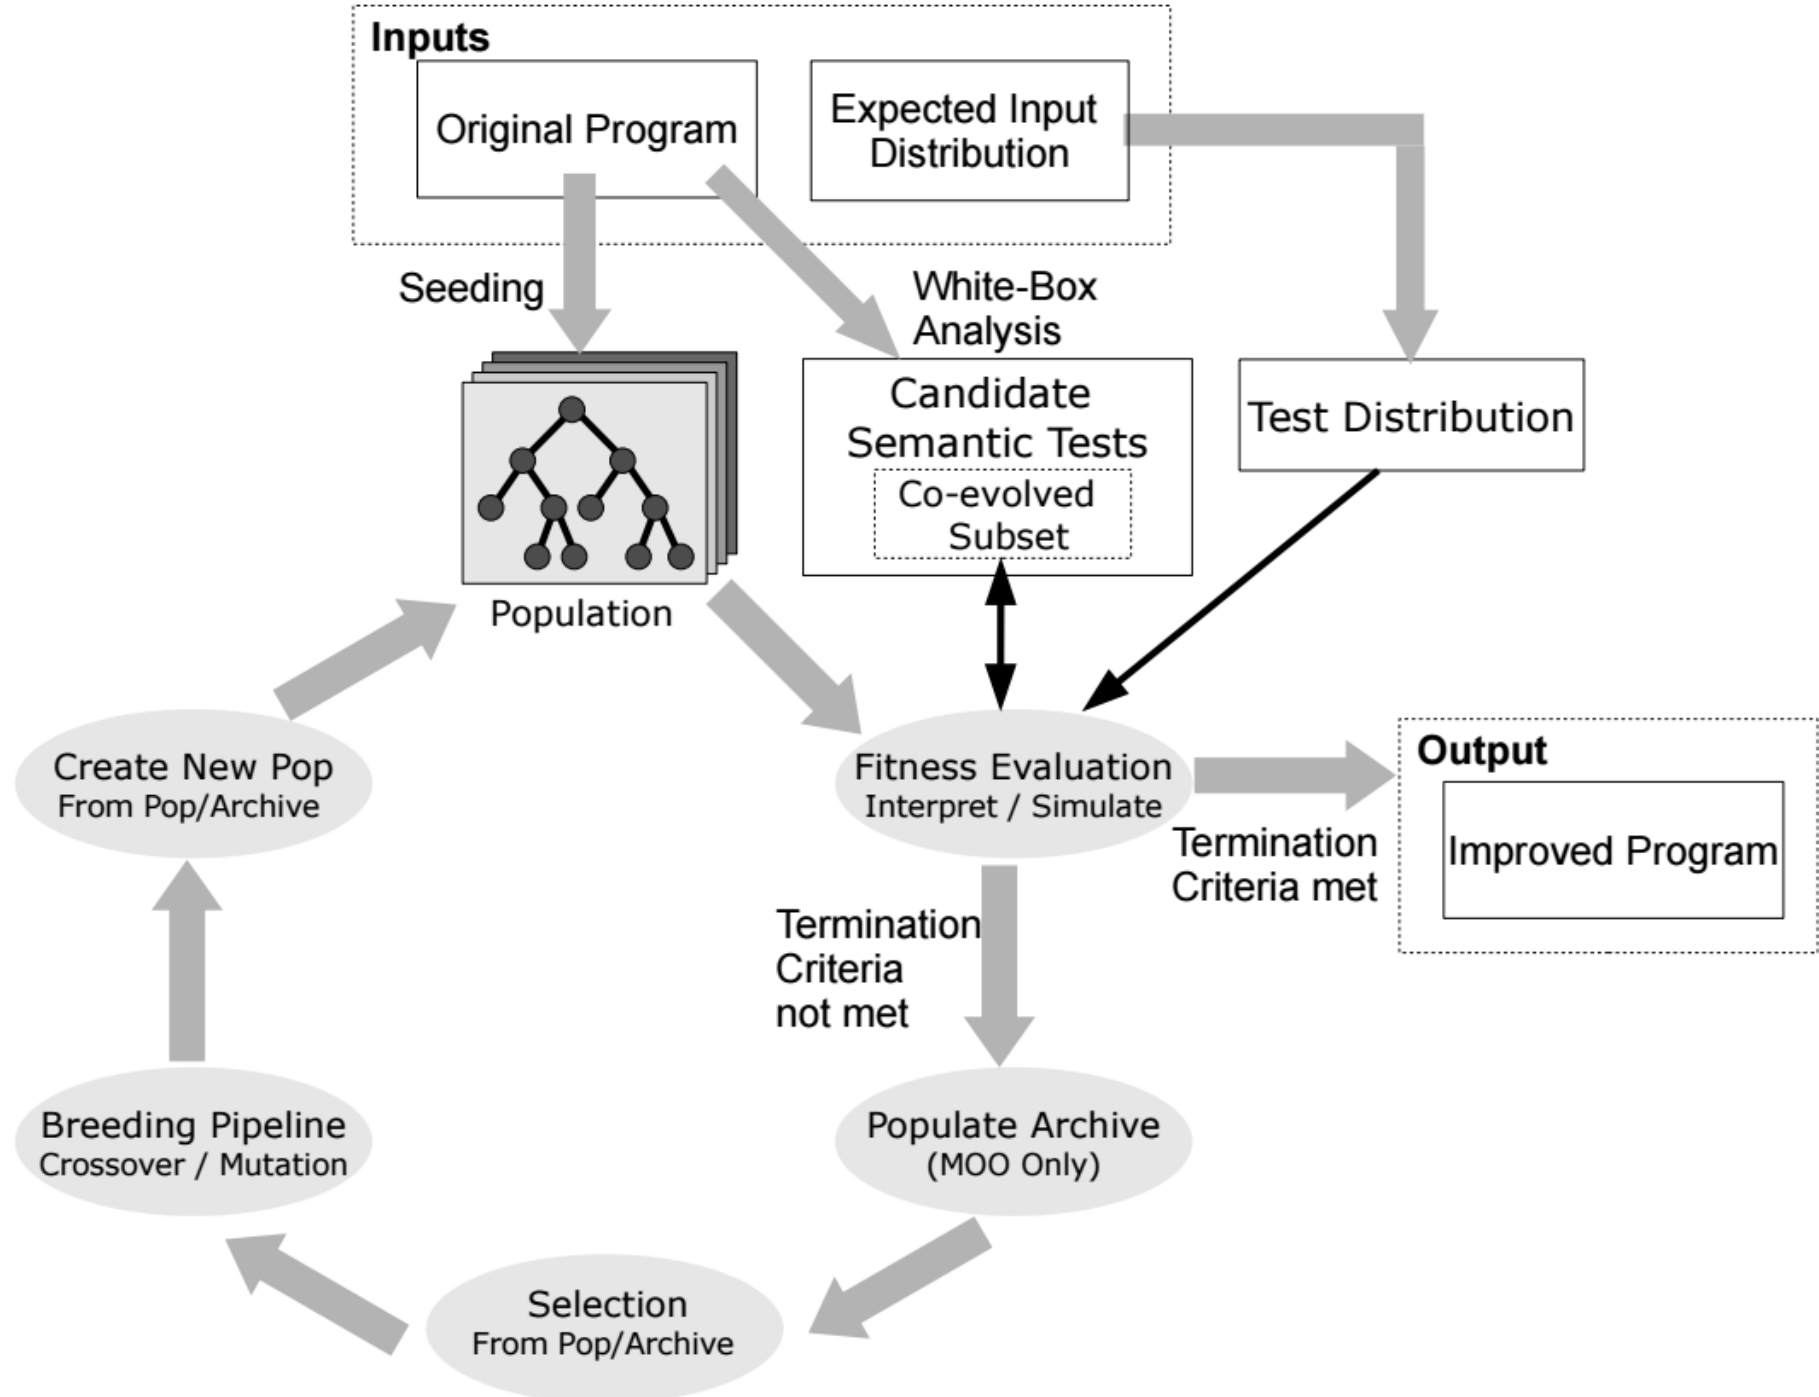 Inputs
Original Program
Expected Input
Distribution
Seeding
White-Box
Analysis
Candidate
Semantic Tests
Co-evolved
Subset
Test Distribution
Population
Create New Pop
From Pop/Archive
Fitness Evaluation
Interpret / Simulate
Output
Improved Program
Termination
Criteria met
Termination
Criteria
not met
Breeding Pipeline
Crossover / Mutation
Populate Archive
(MOO Only)
Selection
From Pop/Archive